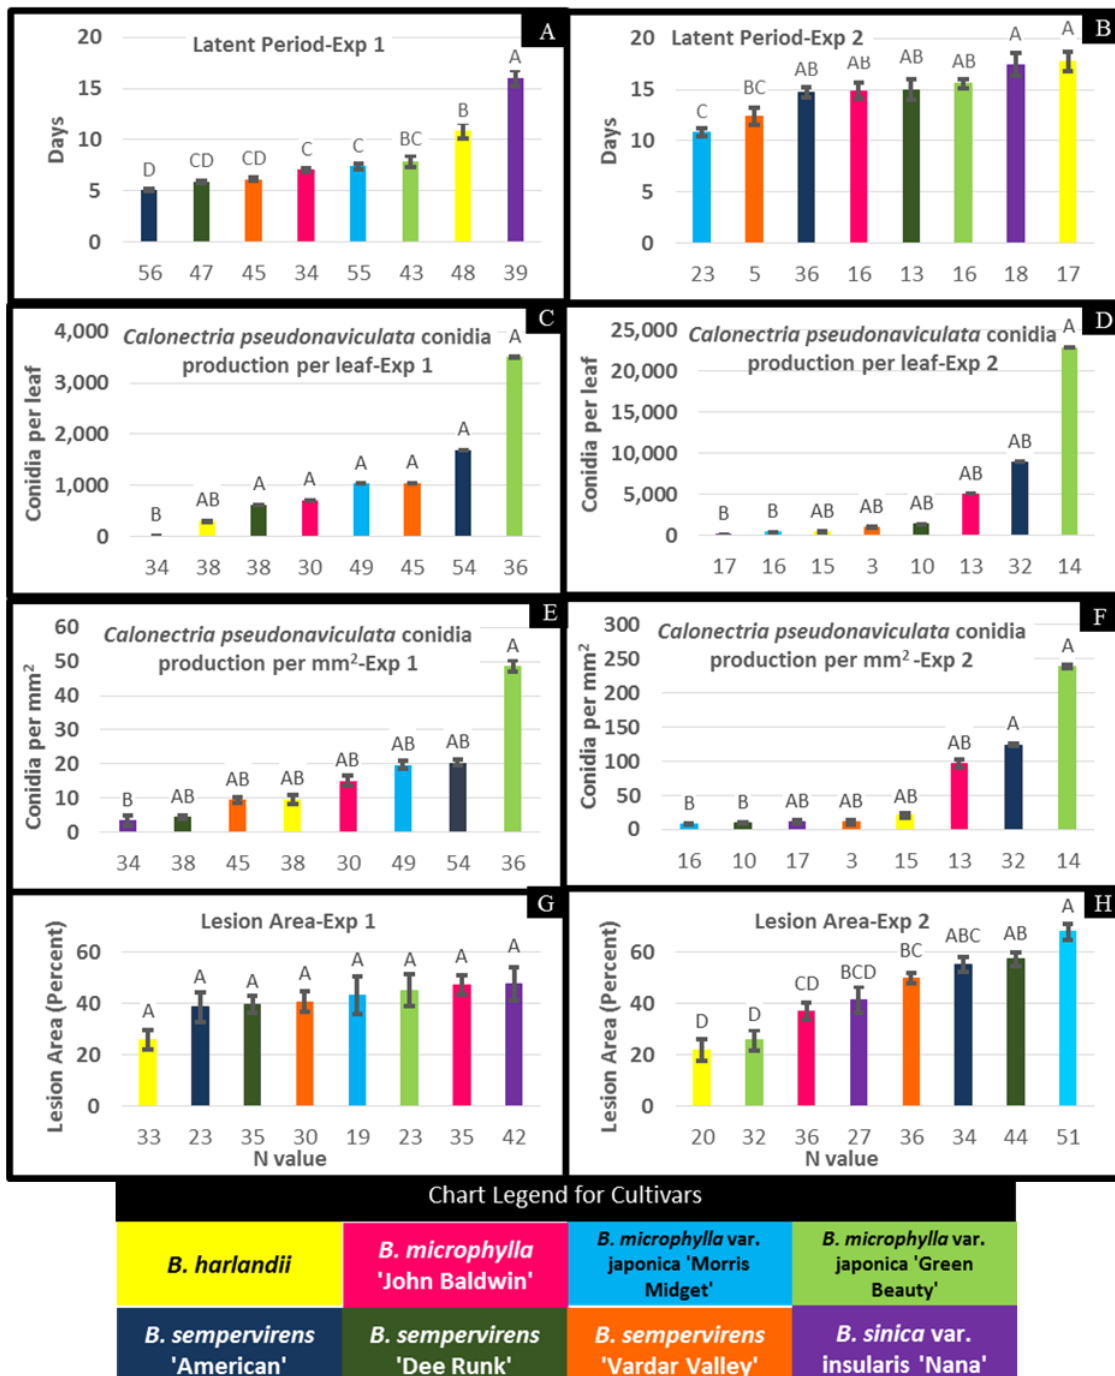 A
Latent Period-Exp 1
Days
20
15
10
5
0
D
CD
CD
C
C
BC
B
A
56 47 45 34 55 43 48 39
B
Latent Period-Exp 2
Days
20
15
10
5
0
C
BC
AB
AB
AB
AB
A
A
23 5 36 16 13 16 18 17
C
Calonectria pseudonaviculata conidia
production per leaf-Exp 1
Conidia per leaf
4,000
3,000
2,000
1,000
0
B
AB
A
A
A
A
A
A
34 38 38 30 49 45 54 36
D
Calonectria pseudonaviculata conidia
production per leaf-Exp 2
Conidia per leaf
25,000
20,000
15,000
10,000
5,000
0
B
B
AB
AB
AB
AB
AB
A
17 16 15 3 10 13 32 14
E
Calonectria pseudonaviculata conidia
production per mm²-Exp 1
Conidia per mm²
60
50
40
30
20
10
0
B
AB
AB
AB
AB
AB
AB
A
34 38 45 38 30 49 54 36
F
Calonectria pseudonaviculata conidia
production per mm² -Exp 2
Conidia per mm²
300
250
200
150
100
50
0
B
B
AB
AB
AB
AB
A
A
16 10 17 3 15 13 32 14
G
Lesion Area-Exp 1
Lesion Area (Percent)
60
40
20
0
A
A
A
A
A
A
A
A
33 23 35 30 19 23 35 42
N value
H
Lesion Area-Exp 2
Lesion Area (Percent)
60
40
20
0
D
D
CD
BCD
BC
ABC
AB
A
20 32 36 27 36 34 44 51
N value
Chart Legend for Cultivars
B. harlandii
B. microphylla
'John Baldwin'
B. microphylla var.
japonica 'Morris
Midget'
B. microphylla var.
japonica 'Green
Beauty'
B. sempervirens
'American'
B. sempervirens
'Dee Runk'
B. sempervirens
'Vardar Valley'
B. sinica var.
insularis 'Nana'